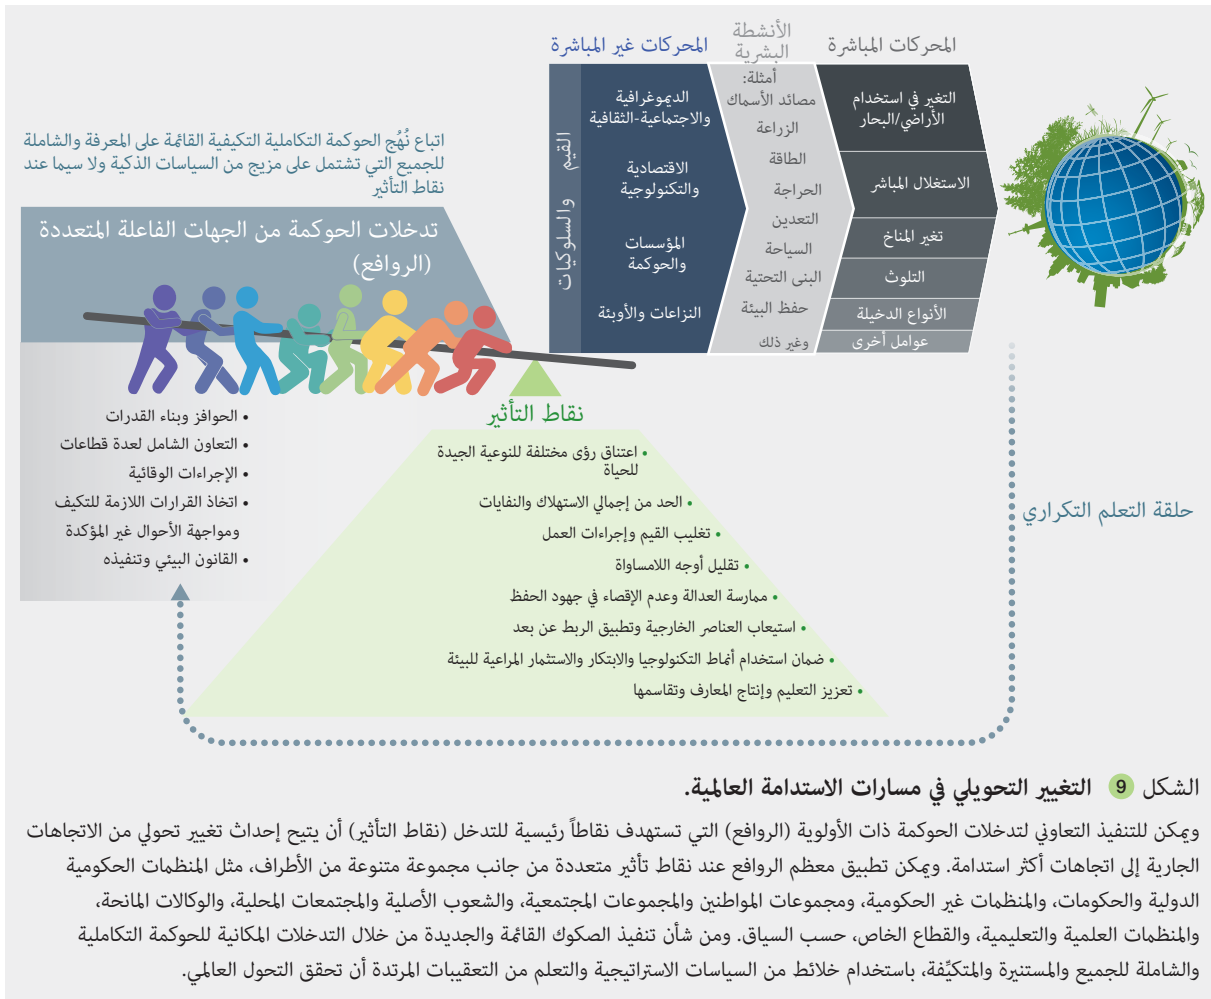 المحركات المباشرة
الأنشطة
البشرية
المحركات غير المباشرة
التغير في استخدام
الأراضي/البحار
الاستغلال المباشر
تغير المناخ
التلوث
الأنواع الدخيلة
عوامل أخرى
أمثلة:
مصائد الأسماك
الزراعة
الطاقة
الحراجة
التعدين
السياحة
البنى التحتية
حفظ البيئة
وغير ذلك
الديموغرافية
والاجتماعية-الثقافية
الاقتصادية
والتكنولوجية
المؤسسات
والحوكمة
النزاعات والأوبئة
القيم والسلوكيات
اتباع نُهُج الحوكمة التكاملية التكيفية القائمة على المعرفة والشاملة
للجميع التي تشتمل على مزيج من السياسات الذكية ولا سيما عند
نقاط التأثير
تدخلات الحوكمة من الجهات الفاعلة المتعددة
(الروافع)
• الحوافز وبناء القدرات
• التعاون الشامل لعدة قطاعات
• الإجراءات الوقائية
• اتخاذ القرارات اللازمة للتكيف
ومواجهة الأحوال غير المؤكدة
• القانون البيئي وتنفيذه
نقاط التأثير
• اعتناق رؤى مختلفة للنوعية الجيدة
للحياة
• الحد من إجمالي الاستهلاك والنفايات
• تغليب القيم وإجراءات العمل
• تقليل أوجه اللامساواة
• ممارسة العدالة وعدم الإقصاء في جهود الحفظ
• استيعاب العناصر الخارجية وتطبيق الربط عن بعد
• ضمان استخدام أنماط التكنولوجيا والابتكار والاستثمار المراعية للبيئة
• تعزيز التعليم وإنتاج المعارف وتقاسمها
حلقة التعلم التكراري
الشكل 9 التغيير التحويلي في مسارات الاستدامة العالمية.
ويمكن للتنفيذ التعاوني لتدخلات الحوكمة ذات الأولوية (الروافع) التي تستهدف نقاطاً رئيسية للتدخل (نقاط التأثير) أن يتيح إحداث تغيير تحولي من الاتجاهات
الجارية إلى اتجاهات أكثر استدامة. ويمكن تطبيق معظم الروافع عند نقاط تأثير متعددة من جانب مجموعة متنوعة من الأطراف، مثل المنظمات الحكومية
الدولية والحكومات، والمنظمات غير الحكومية، ومجموعات المواطنين والمجموعات المجتمعية، والشعوب الأصلية والمجتمعات المحلية، والوكالات المانحة،
والمنظمات العلمية والتعليمية، والقطاع الخاص، حسب السياق. ومن شأن تنفيذ الصكوك القائمة والجديدة من خلال التدخلات المكانية للحوكمة التكاملية
والشاملة للجميع والمستنيرة والمتكيِّفة، باستخدام خلائط من السياسات الاستراتيجية والتعلم من التعقيبات المرتدة أن تحقق التحول العالمي.